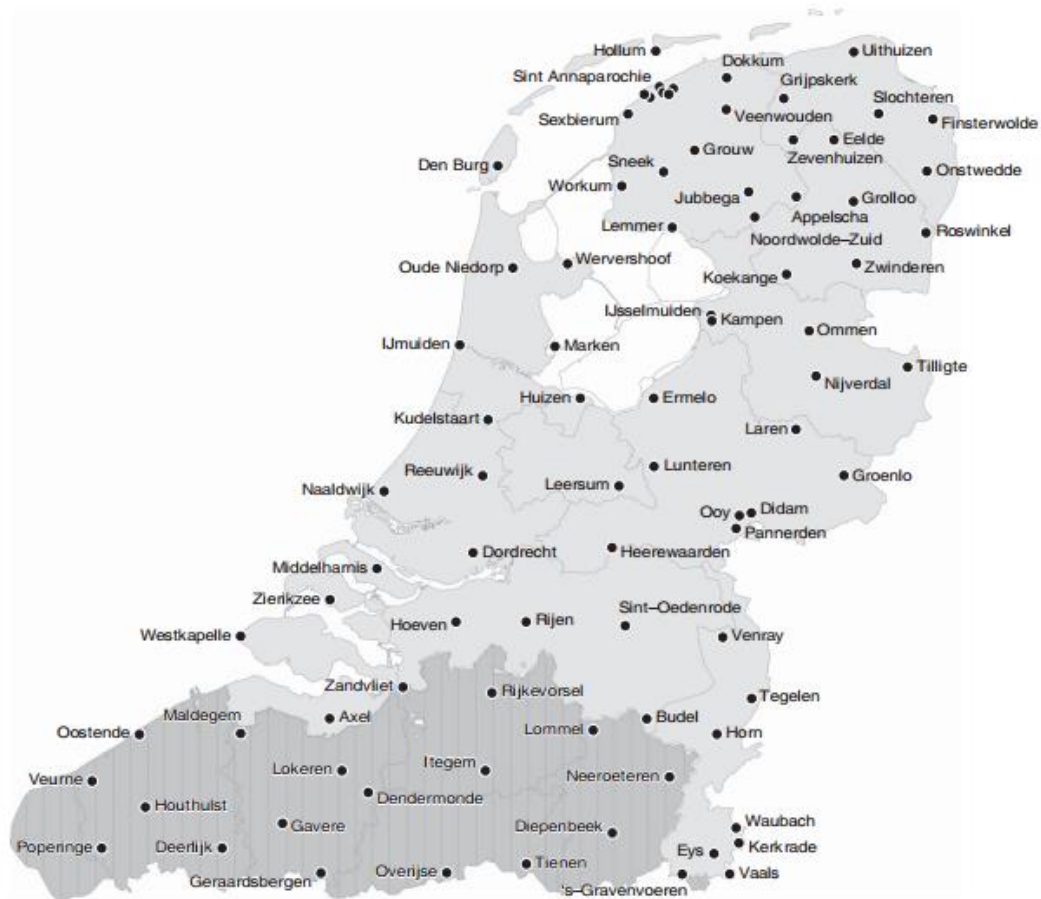 Hollum
Uithuizen
Dokkum
Sint Annaparochie
Grijpskerk
Slochteren
Sexbierum
Veenwouden
Finsterwolde
Eelde
Grouw
Zevenhuizen
Sneek
Den Burg
Onstwedde
Workum
Jubbega
Grolloo
Appelscha
Lemmer
Roswinkel
Noordwolde–Zuid
Wervershoof
Oude Niedorp
Zwinderen
Koekange
IJsselmuiden
Kampen
Ommen
IJmuiden
Marken
Tilligte
Nijverdal
Huizen
Ermelo
Kudelstaart
Laren
Lunteren
Reeuwijk
Groenlo
Leersum
Naaldwijk
Ooy
Didam
Pannerden
Dordrecht
Heerewaarden
Middelharnis
Zierikzee
Sint–Oedenrode
Hoeven
Rijen
Westkapelle
Venray
Zandvliet
Rijkevorsel
Tegelen
Maldegem
Axel
Budel
Oostende
Lommel
Horn
Lokeren
Itegem
Neeroeteren
Veurne
Dendermonde
Houthulst
Gavere
Diepenbeek
Waubach
Poperinge
Deerlijk
Eys
Kerkrade
Tienen
Geraardsbergen
Overijse
Vaals
's–Gravenvoeren